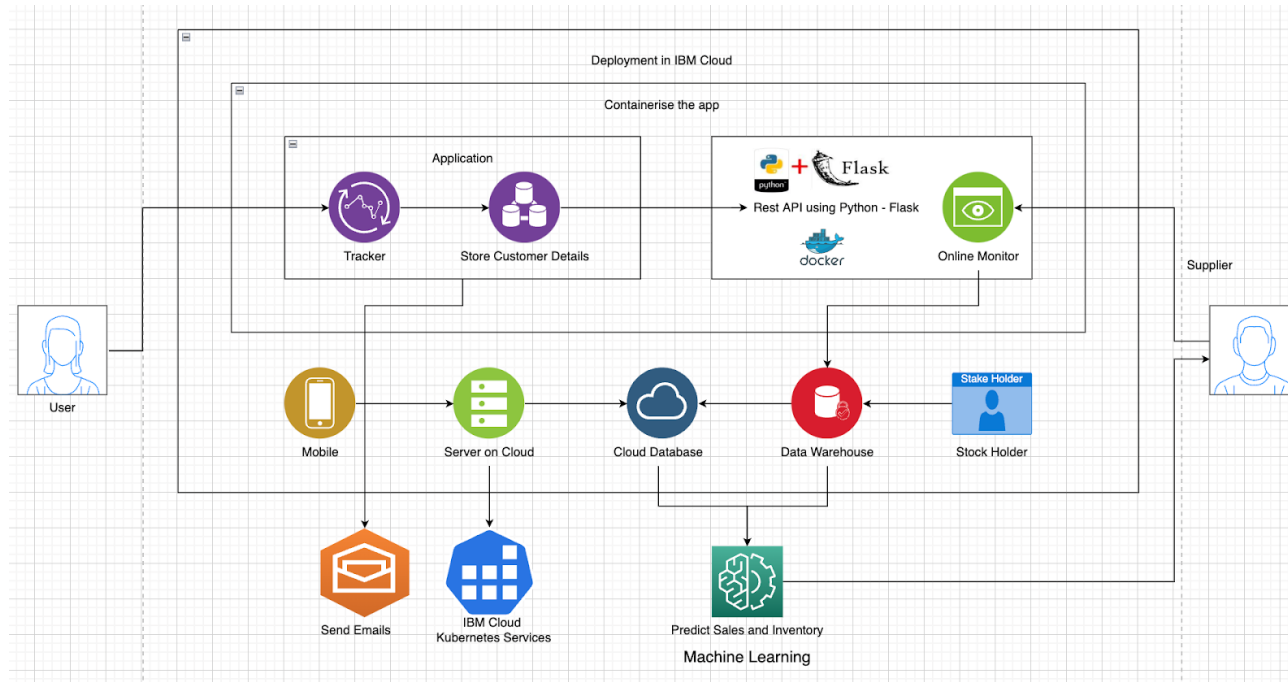 Deployment in IBM Cloud
Containerise the app
Application
python
+
Flask
Rest API using Python - Flask
docker
Tracker
Store Customer Details
Online Monitor
Supplier
User
Stake Holder
Mobile
Server on Cloud
Cloud Database
Data Warehouse
Stock Holder
Send Emails
IBM Cloud
Kubernetes Services
Predict Sales and Inventory
Machine Learning